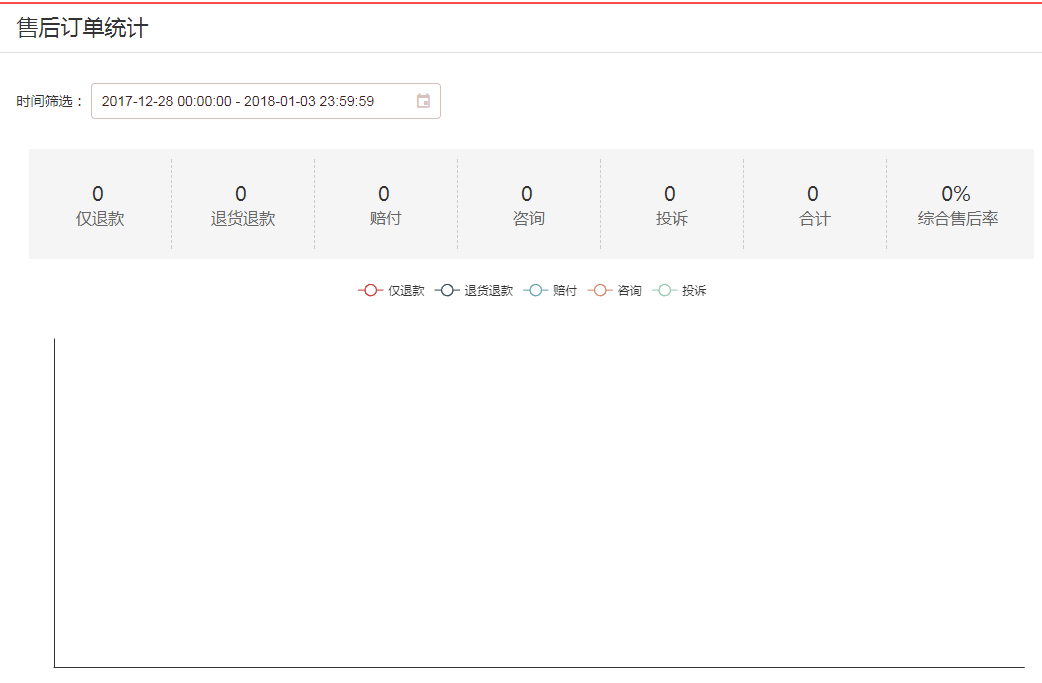 售后订单统计
时间筛选： 2017-12-28 00:00:00 - 2018-01-03 23:59:59
0 0 0 0 0 0 0%
仅退款 退货退款 赔付 咨询 投诉 合计 综合售后率
仅退款 退货退款 赔付 咨询 投诉